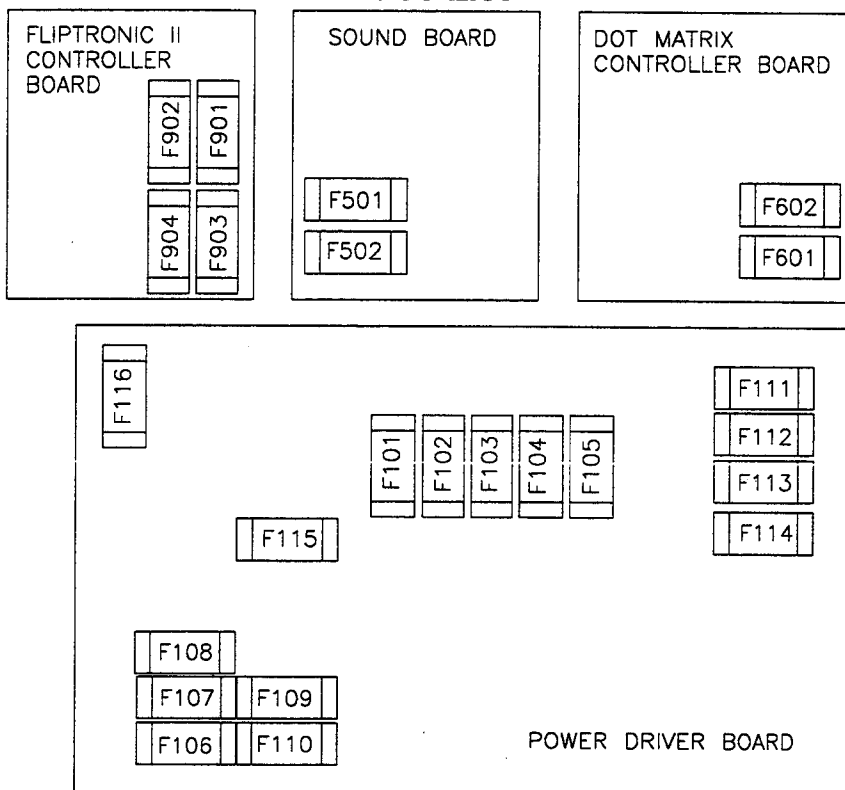 FLIPTRONIC II
CONTROLLER
BOARD
F902
F901
F904
F903
SOUND BOARD
F501
F502
DOT MATRIX
CONTROLLER BOARD
F602
F601
F116
F101
F102
F103
F104
F105
F111
F112
F113
F114
F115
F108
F107
F109
F106
F110
POWER DRIVER BOARD